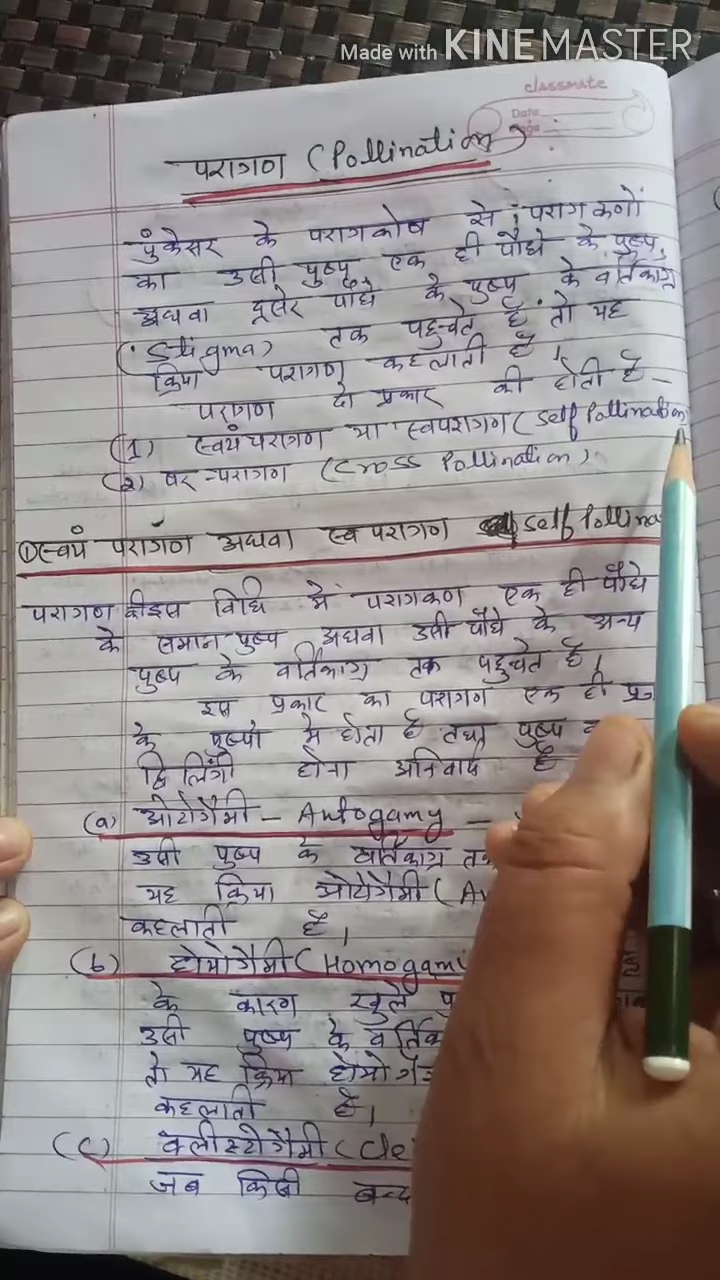 Made with KINEMASTER
classmate
Date
Page
परागण (Pollination)
पुंकेसर के परागकोष से परागकणों
का उसी पुष्प, एक ही पौधे के पुष्प,
अथवा दूसरे पौधे के पुष्प के वर्तिकाग्र
(Stigma) तक पहुचते है, तो यह
क्रिया परागण कहलाती है।
परागण दो प्रकार की होती है –
(1) स्वयंपरागण या स्वपरागण (Self Pollination)
(2) पर-परागण (Cross Pollination)
① स्वयं परागण अथवा स्व परागण Self Pollina
परागण की इस विधि में परागकण एक ही पौधे
के समान पुष्प अथवा उसी पौधे के अन्य
पुष्प के वर्तिकाग्र तक पहुचते है।
इस प्रकार का परागण एक ही
के पुष्पो मे होता है तथा पुष्प
द्विलिंगी होना अनिवार्य है
(a) ओटोगैमी – Autogamy –
उसी पुष्प के वर्तिकाग्र
यह क्रिया ओटोगैमी (
कहलाती है।
(b) होमोगैमी (Homogami
के कारण खुले
उसी पुष्प के
तो यह क्रिया
कहलाती है।
(c) क्लीस्टोगैमी (Cle
जब किसी बन्द